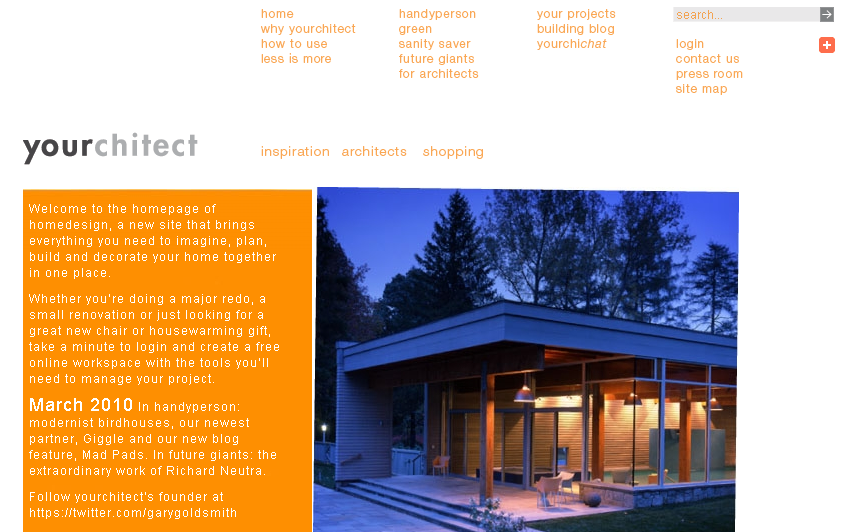 home
why yourchitect
how to use
less is more
handyperson
green
sanity saver
future giants
for architects
your projects
building blog
yourchichat
search...
login
contact us
press room
site map
yourchitect
inspiration architects shopping
Welcome to the homepage of
homedesign, a new site that brings
everything you need to imagine, plan,
build and decorate your home together
in one place.
Whether you're doing a major redo, a
small renovation or just looking for a
great new chair or housewarming gift,
take a minute to login and create a free
online workspace with the tools you'll
need to manage your project.
March 2010 In handyperson:
modernist birdhouses, our newest
partner, Giggle and our new blog
feature, Mad Pads. In future giants: the
extraordinary work of Richard Neutra.
Follow yourchitect's founder at
https://twitter.com/garygoldsmith